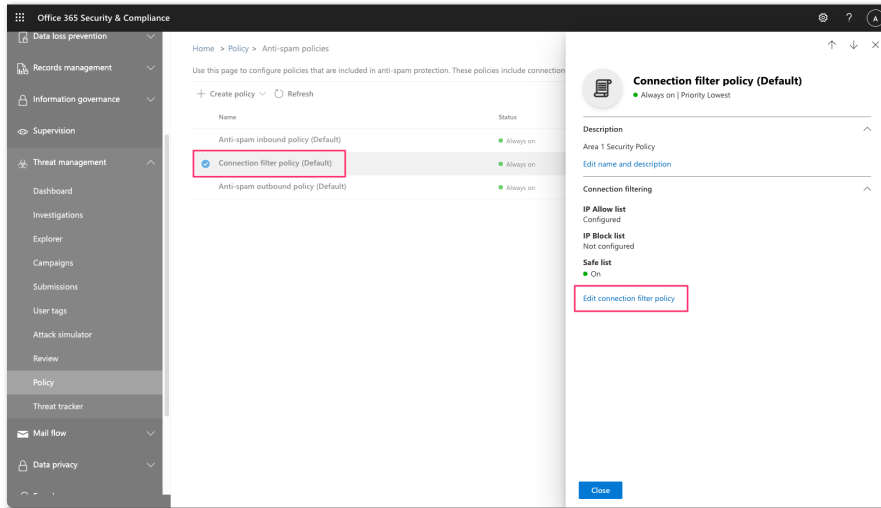 Office 365 Security & Compliance
? A
Data loss prevention
Records management
Information governance
Supervision
Threat management
Dashboard
Investigations
Explorer
Campaigns
Submissions
User tags
Attack simulator
Review
Policy
Threat tracker
Mail flow
Data privacy
Home > Policy > Anti-spam policies
Use this page to configure policies that are included in anti-spam protection. These policies include connection
+ Create policy Refresh
Name Status
Anti-spam inbound policy (Default) Always on
Connection filter policy (Default) Always on
Anti-spam outbound policy (Default) Always on
Connection filter policy (Default)
Always on | Priority Lowest
Description
Area 1 Security Policy
Edit name and description
Connection filtering
IP Allow list
Configured
IP Block list
Not configured
Safe list
On
Edit connection filter policy
Close